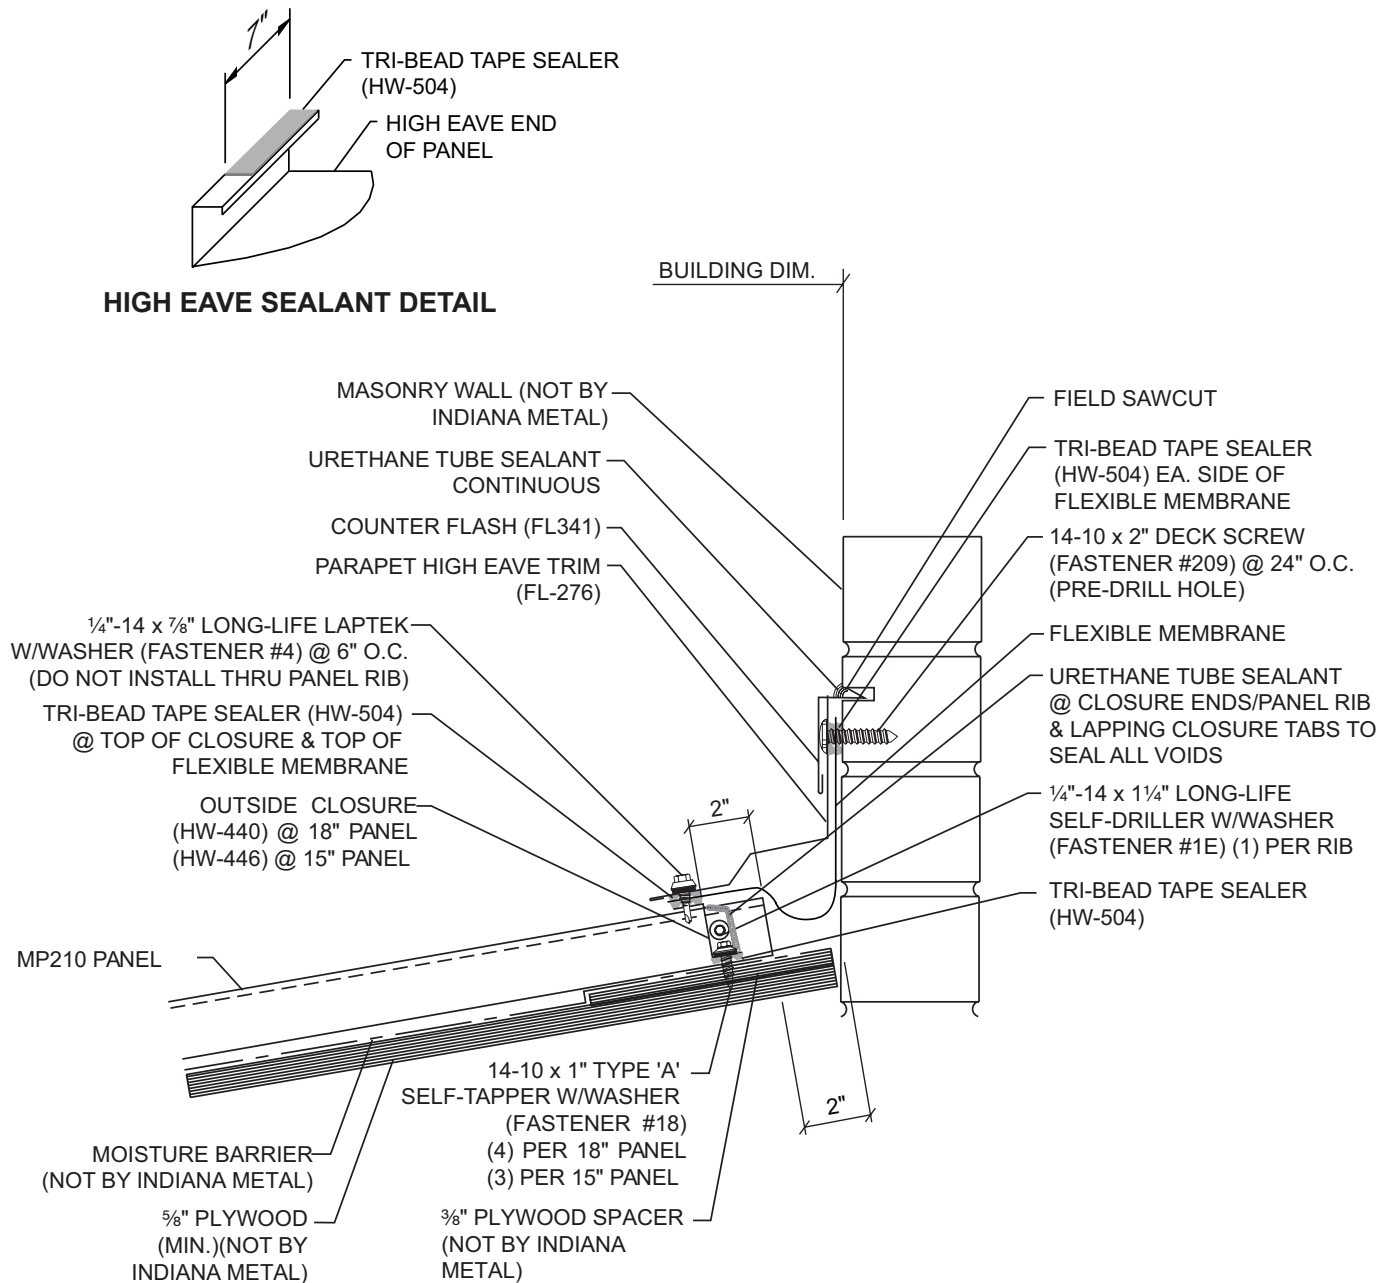 7"
TRI-BEAD TAPE SEALER
(HW-504)
HIGH EAVE END
OF PANEL
HIGH EAVE SEALANT DETAIL
BUILDING DIM.
MASONRY WALL (NOT BY
INDIANA METAL)
URETHANE TUBE SEALANT
CONTINUOUS
COUNTER FLASH (FL341)
PARAPET HIGH EAVE TRIM
(FL-276)
¼"-14 x ⅞" LONG-LIFE LAPTEK
W/WASHER (FASTENER #4) @ 6" O.C.
(DO NOT INSTALL THRU PANEL RIB)
TRI-BEAD TAPE SEALER (HW-504)
@ TOP OF CLOSURE & TOP OF
FLEXIBLE MEMBRANE
OUTSIDE CLOSURE
(HW-440) @ 18" PANEL
(HW-446) @ 15" PANEL
MP210 PANEL
FIELD SAWCUT
TRI-BEAD TAPE SEALER
(HW-504) EA. SIDE OF
FLEXIBLE MEMBRANE
14-10 x 2" DECK SCREW
(FASTENER #209) @ 24" O.C.
(PRE-DRILL HOLE)
FLEXIBLE MEMBRANE
URETHANE TUBE SEALANT
@ CLOSURE ENDS/PANEL RIB
& LAPPING CLOSURE TABS TO
SEAL ALL VOIDS
¼"-14 x 1¼" LONG-LIFE
SELF-DRILLER W/WASHER
(FASTENER #1E) (1) PER RIB
TRI-BEAD TAPE SEALER
(HW-504)
2"
2"
14-10 x 1" TYPE 'A'
SELF-TAPPER W/WASHER
(FASTENER #18)
(4) PER 18" PANEL
(3) PER 15" PANEL
MOISTURE BARRIER
(NOT BY INDIANA METAL)
⅝" PLYWOOD
(MIN.)(NOT BY
INDIANA METAL)
⅜" PLYWOOD SPACER
(NOT BY INDIANA
METAL)